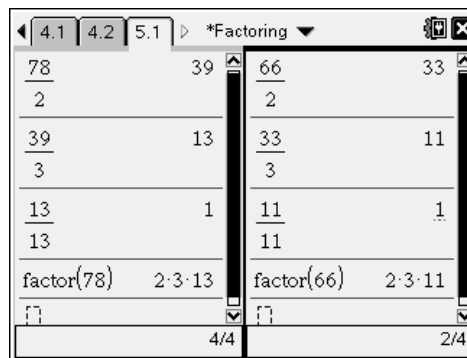 4.1 4.2 5.1 *Factoring
78/2 39
39/3 13
13/13 1
factor(78) 2·3·13
4/4
66/2 33
33/3 11
11/11 1
factor(66) 2·3·11
2/4